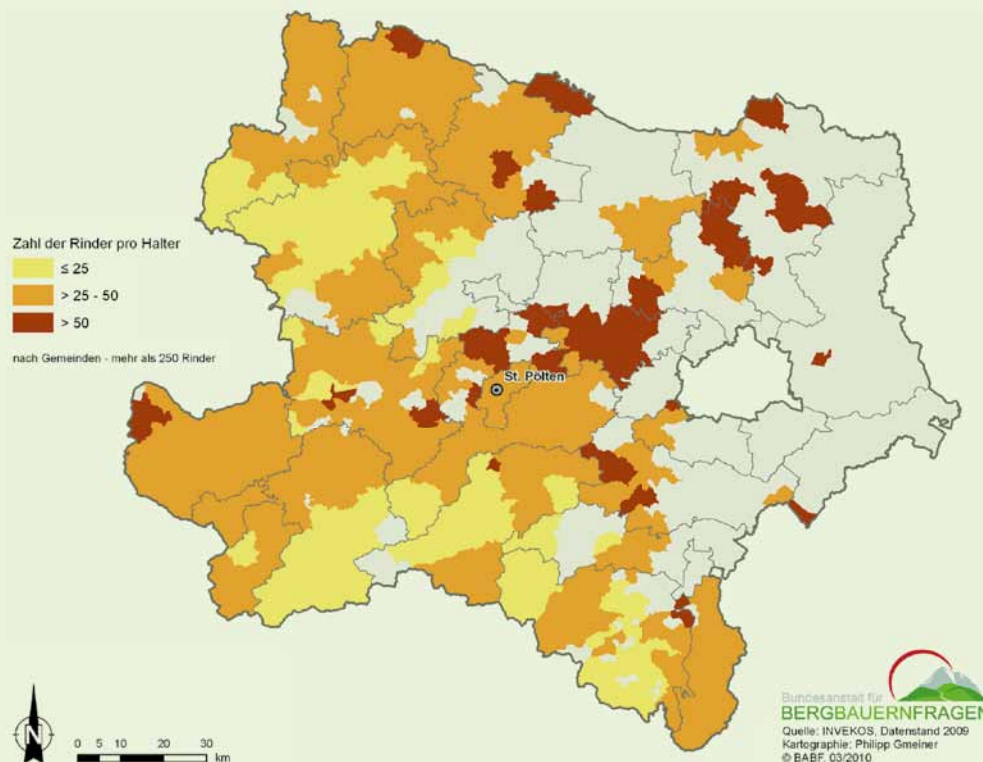 Zahl der Rinder pro Halter
≤ 25
> 25 - 50
> 50
nach Gemeinden - mehr als 250 Rinder
St. Pölten
N
0 5 10 20 30
km
Bundesanstalt für
BERGBAUERNFRAGEN
Quelle: INVEKOS, Datenstand 2009
Kartographie: Philipp Gmeiner
© BABF, 03/2010